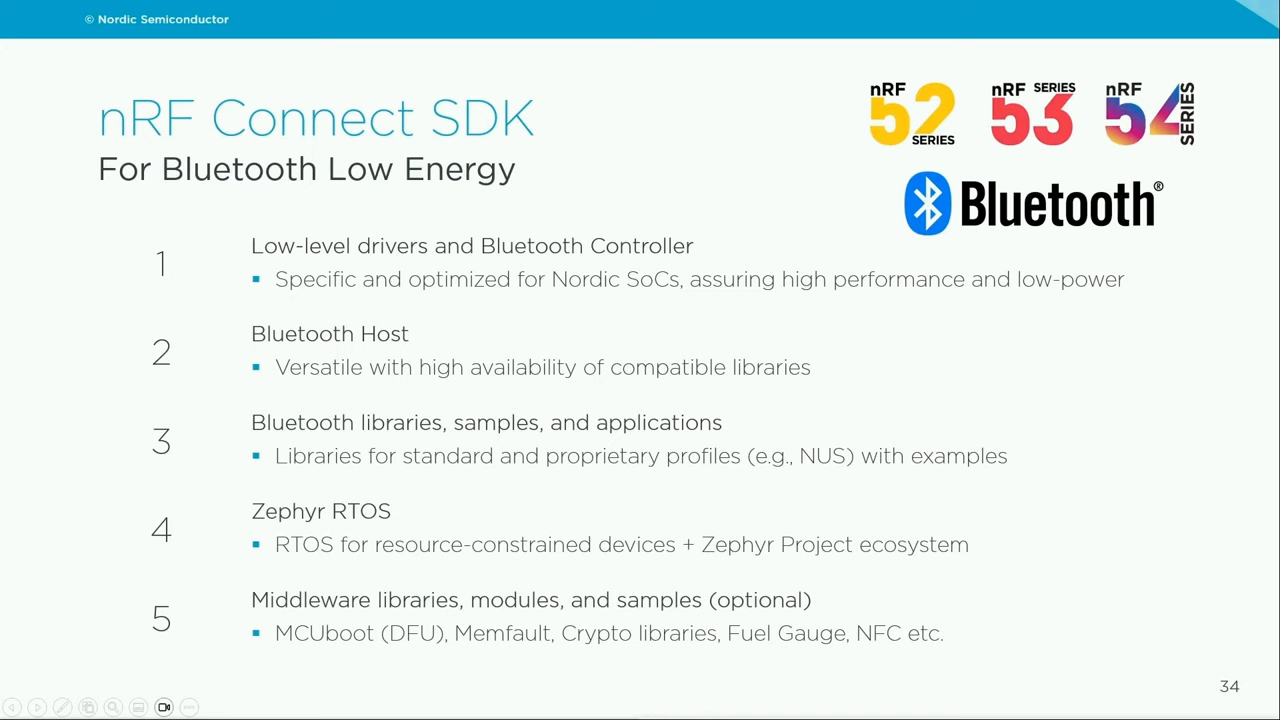 © Nordic Semiconductor
nRF Connect SDK
For Bluetooth Low Energy
nRF 52 SERIES
nRF 53 SERIES
nRF 54 SERIES
Bluetooth®
1
Low-level drivers and Bluetooth Controller
▪ Specific and optimized for Nordic SoCs, assuring high performance and low-power
2
Bluetooth Host
▪ Versatile with high availability of compatible libraries
3
Bluetooth libraries, samples, and applications
▪ Libraries for standard and proprietary profiles (e.g., NUS) with examples
4
Zephyr RTOS
▪ RTOS for resource-constrained devices + Zephyr Project ecosystem
5
Middleware libraries, modules, and samples (optional)
▪ MCUboot (DFU), Memfault, Crypto libraries, Fuel Gauge, NFC etc.
34